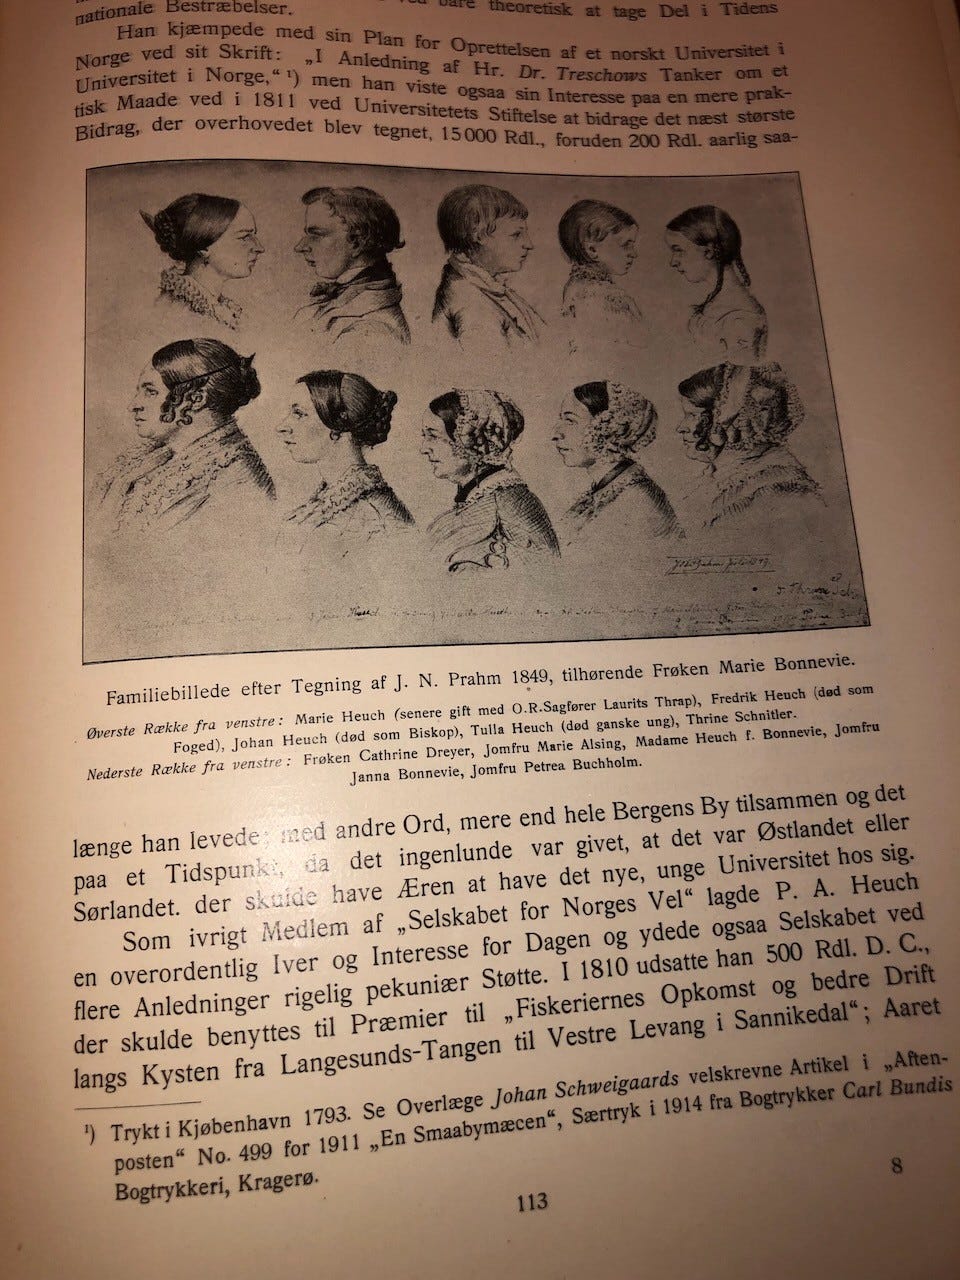 nationale Bestræbelser.
bare theoretisk at tage Del i Tidens
Han kjæmpede med sin Plan for Oprettelsen af et norskt Universitet i
Norge ved sit Skrift: „I Anledning af Hr. Dr. Treschows Tanker om et
Universitet i Norge,“ ¹) men han viste ogsaa sin Interesse paa en mere prak-
tisk Maade ved i 1811 ved Universitetets Stiftelse at bidrage det næst største
Bidrag, der overhovedet blev tegnet, 15 000 Rdl., foruden 200 Rdl. aarlig saa-
Familiebillede efter Tegning af J. N. Prahm 1849, tilhørende Frøken Marie Bonnevie.
Øverste Række fra venstre: Marie Heuch (senere gift med O.R.Sagfører Laurits Thrap), Fredrik Heuch (død som
Foged), Johan Heuch (død som Biskop), Tulla Heuch (død ganske ung), Thrine Schnitler.
Nederste Række fra venstre: Frøken Cathrine Dreyer, Jomfru Marie Alsing, Madame Heuch f. Bonnevie, Jomfru
Janna Bonnevie, Jomfru Petrea Buchholm.
længe han levede; med andre Ord, mere end hele Bergens By tilsammen og det
paa et Tidspunkt, da det ingenlunde var givet, at det var Østlandet eller
Sørlandet. der skulde have Æren at have det nye, unge Universitet hos sig.
Som ivrigt Medlem af „Selskabet for Norges Vel“ lagde P. A. Heuch
en overordentlig Iver og Interesse for Dagen og ydede ogsaa Selskabet ved
flere Anledninger rigelig pekuniær Støtte. I 1810 udsatte han 500 Rdl. D. C.,
der skulde benyttes til Præmier til „Fiskeriernes Opkomst og bedre Drift
langs Kysten fra Langesunds-Tangen til Vestre Levang i Sannikedal“; Aaret
¹) Trykt i Kjøbenhavn 1793. Se Overlæge Johan Schweigaards velskrevne Artikel i „Aften-
posten“ No. 499 for 1911 „En Smaabymæcen“, Særtryk i 1914 fra Bogtrykker Carl Bundis
Bogtrykkeri, Kragerø.
8
113